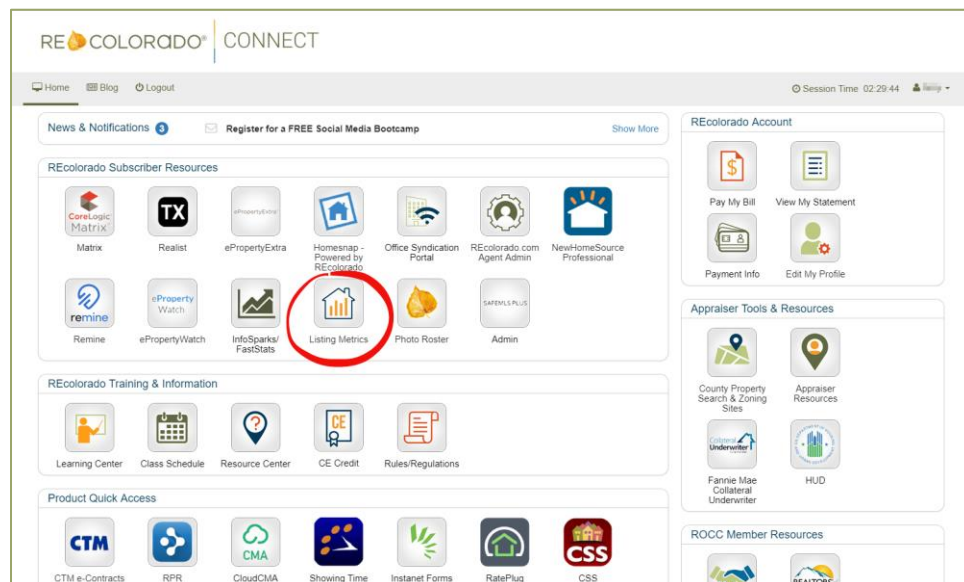 RECOLORADO® CONNECT
Home Blog Logout
Session Time 02:29:44
News & Notifications 3 Register for a FREE Social Media Bootcamp Show More
REcolorado Subscriber Resources
CoreLogic Matrix
TX
ePropertyExtra
Matrix
Realist
ePropertyExtra
Homesnap - Powered by REcolorado
Office Syndication Portal
REcolorado.com Agent Admin
NewHomeSource Professional
remine
eProperty Watch
SAFEMLS PLUS
Remine
ePropertyWatch
InfoSparks/ FastStats
Listing Metrics
Photo Roster
Admin
REcolorado Training & Information
CE
Learning Center
Class Schedule
Resource Center
CE Credit
Rules/Regulations
Product Quick Access
CTM
CMA
CSS
CTM e-Contracts
RPR
CloudCMA
Showing Time
Instanet Forms
RatePlug
CSS
REcolorado Account
Pay My Bill
View My Statement
Payment Info
Edit My Profile
Appraiser Tools & Resources
County Property Search & Zoning Sites
Appraiser Resources
Collateral Underwriter
Fannie Mae Collateral Underwriter
HUD
ROCC Member Resources
REALTORS